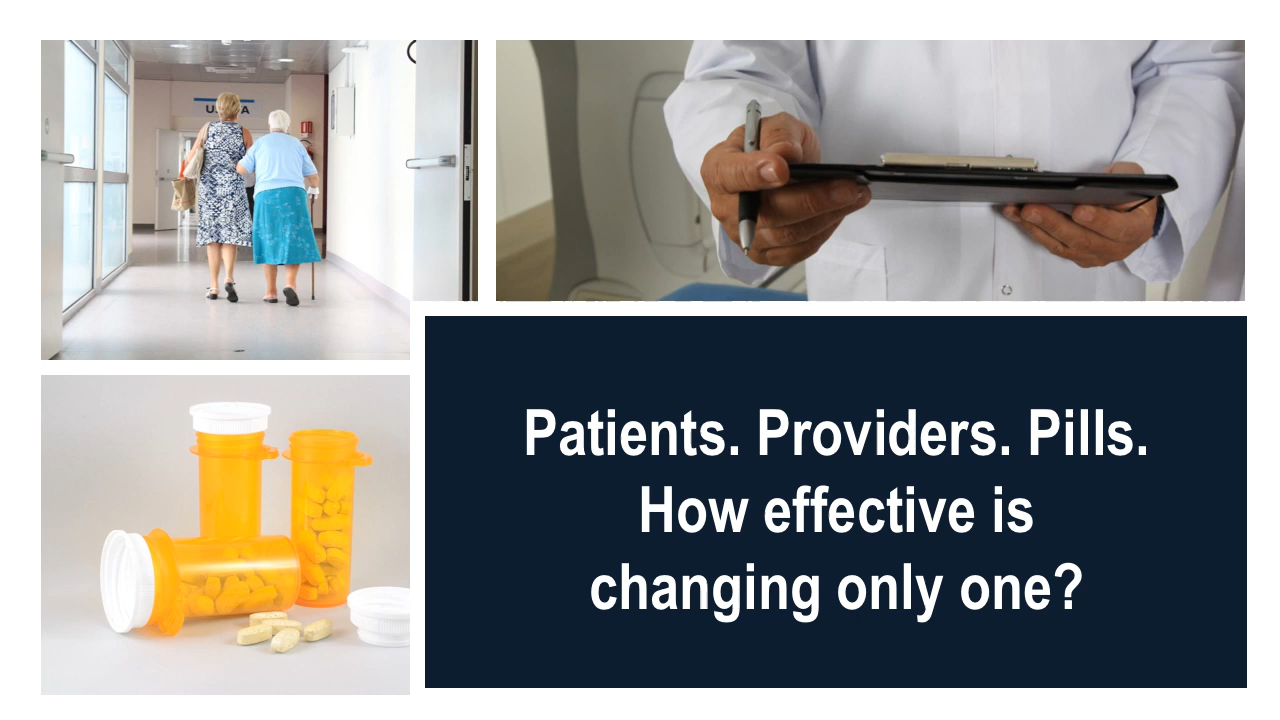 Patients. Providers. Pills.
How effective is
changing only one?